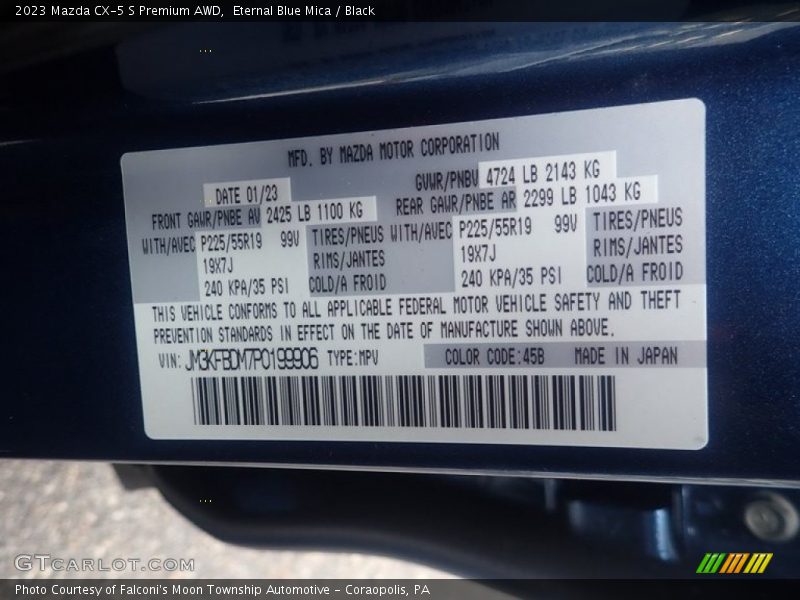 2023 Mazda CX-5 S Premium AWD,  Eternal Blue Mica / Black
MFD. BY MAZDA MOTOR CORPORATION
DATE 01/23 GVWR/PNBV 4724 LB 2143 KG
FRONT GAWR/PNBE AV 2425 LB 1100 KG REAR GAWR/PNBE AR 2299 LB 1043 KG
WITH/AVEC P225/55R19 99V TIRES/PNEUS WITH/AVEC P225/55R19 99V TIRES/PNEUS
19X7J RIMS/JANTES 19X7J RIMS/JANTES
240 KPA/35 PSI COLD/A FROID 240 KPA/35 PSI COLD/A FROID
THIS VEHICLE CONFORMS TO ALL APPLICABLE FEDERAL MOTOR VEHICLE SAFETY AND THEFT
PREVENTION STANDARDS IN EFFECT ON THE DATE OF MANUFACTURE SHOWN ABOVE.
VIN: JM3KFBDM7P0199906 TYPE:MPV COLOR CODE:45B MADE IN JAPAN
GTCARLOT.COM
Photo Courtesy of Falconi's Moon Township Automotive - Coraopolis, PA